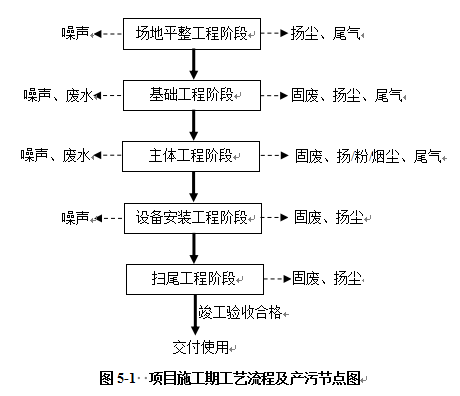 噪声 场地平整工程阶段 扬尘、尾气
噪声、废水 基础工程阶段 固废、扬尘、尾气
噪声、废水 主体工程阶段 固废、扬/粉/烟尘、尾气
噪声 设备安装工程阶段 固废、扬尘
扫尾工程阶段 固废、扬尘
竣工验收合格
交付使用
图 5-1 项目施工期工艺流程及产污节点图